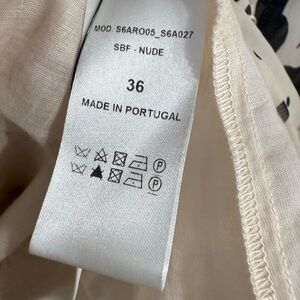 MOD. S6ARO05_S6A027
SBF - NUDE
36
MADE IN PORTUGAL
P
P